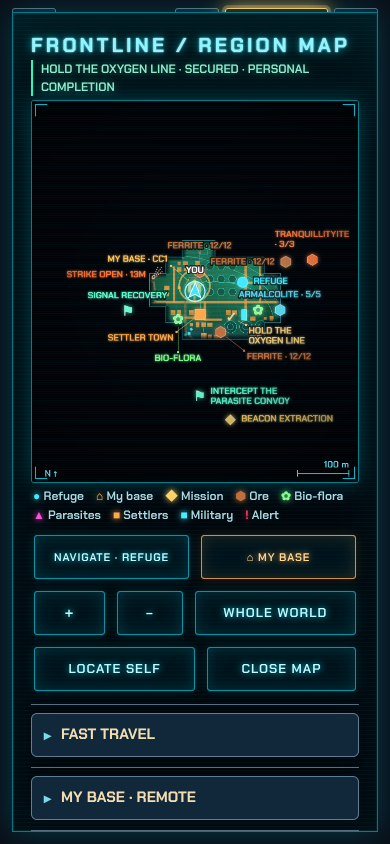 FRONTLINE / REGION MAP
HOLD THE OXYGEN LINE · SECURED · PERSONAL
COMPLETION
TRANQUILLITYITE
· 3/3
FERRITE · 12/12
MY BASE · CC1
FERRITE · 12/12
YOU
STRIKE OPEN · 13M
REFUGE
SIGNAL RECOVERY
ARMALCOLITE · 5/5
HOLD THE
OXYGEN LINE
SETTLER TOWN
BIO-FLORA
FERRITE · 12/12
INTERCEPT THE
PARASITE CONVOY
BEACON EXTRACTION
N ↑
100 m
● Refuge ⌂ My base ◆ Mission ⬢ Ore ✿ Bio-flora
▲ Parasites ■ Settlers ■ Military ! Alert
NAVIGATE · REFUGE
⌂ MY BASE
+
−
WHOLE WORLD
LOCATE SELF
CLOSE MAP
▸ FAST TRAVEL
▸ MY BASE · REMOTE